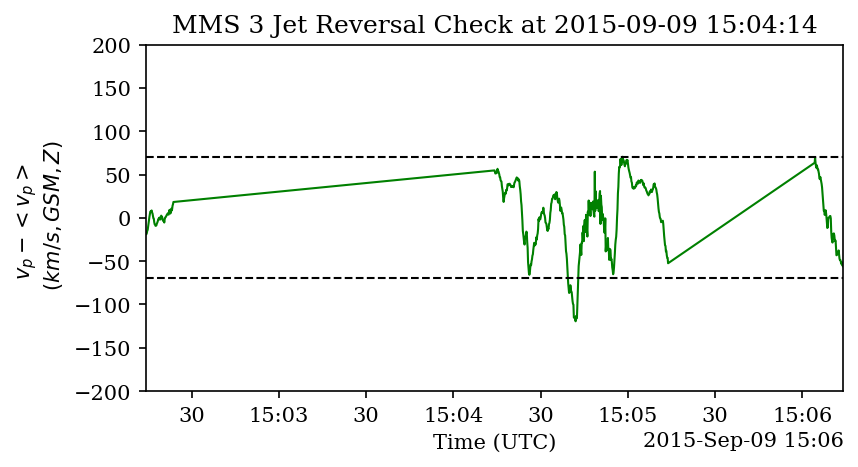 MMS 3 Jet Reversal Check at 2015-09-09 15:04:14
200
150
100
50
0
−50
−100
−150
−200
v_p − < v_p >
(km/s, GSM, Z)
30 15:03 30 15:04 30 15:05 30 15:06
Time (UTC)
2015-Sep-09 15:06